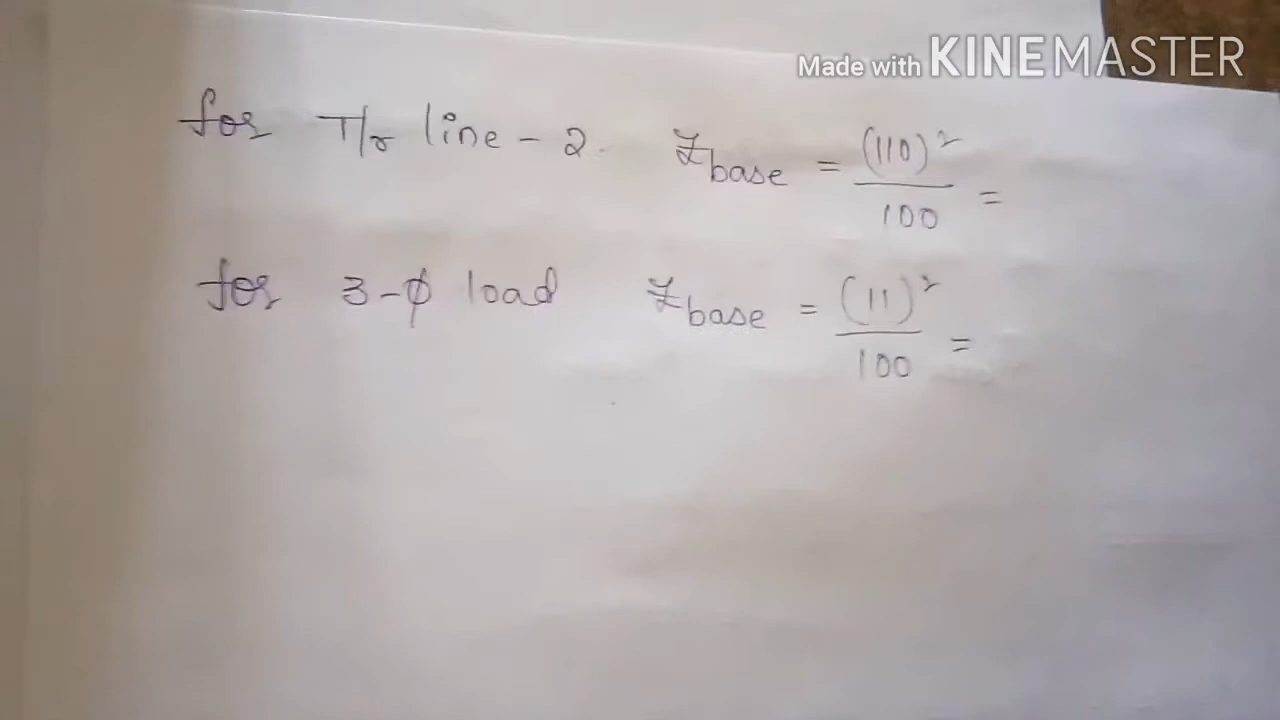 Made with KINEMASTER
for T/r line - 2. Zbase = (110)² / 100 =
for 3-ϕ load Zbase = (11)² / 100 =